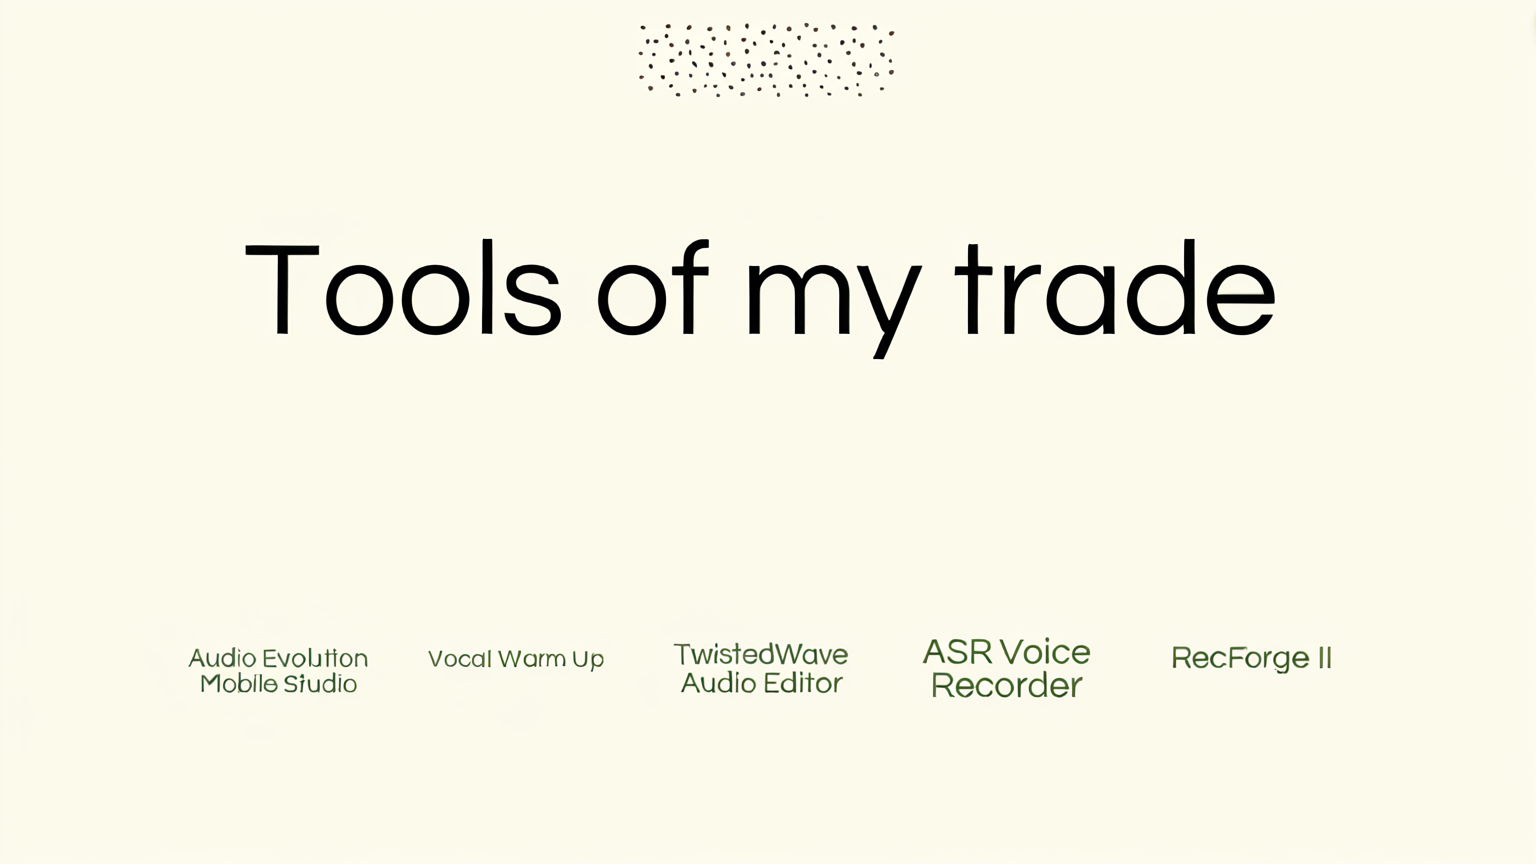 Tools of my trade
Audio Evolution
Mobile Studio
Vocal Warm Up
TwistedWave
Audio Editor
ASR Voice
Recorder
RecForge II